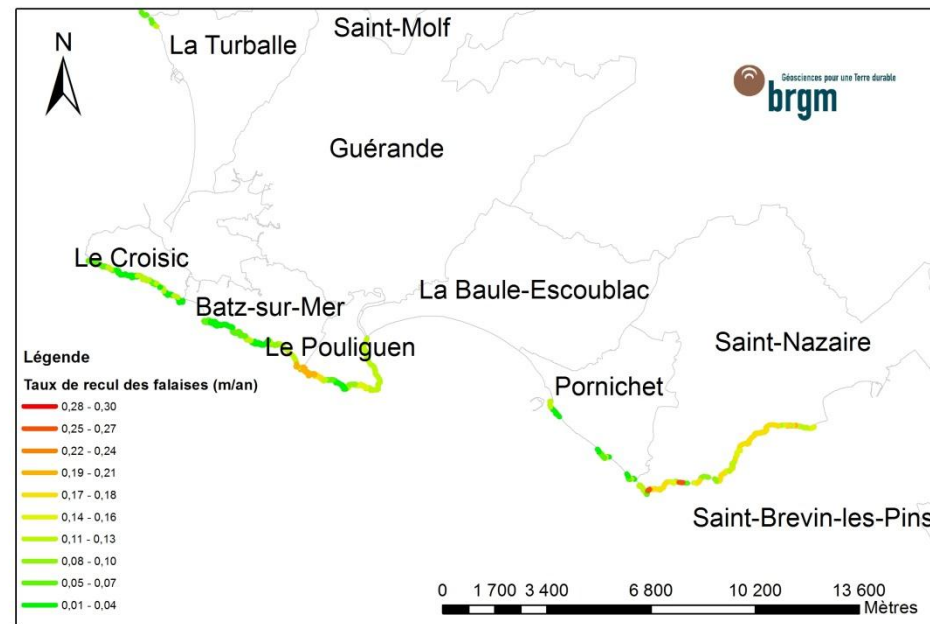 N
La Turballe
Saint-Molf
Géosciences pour une Terre durable
brgm
Guérande
Le Croisic
La Baule-Escoublac
Batz-sur-Mer
Le Pouliguen
Saint-Nazaire
Pornichet
Saint-Brevin-les-Pins
Légende
Taux de recul des falaises (m/an)
0,28 - 0,30
0,25 - 0,27
0,22 - 0,24
0,19 - 0,21
0,17 - 0,18
0,14 - 0,16
0,11 - 0,13
0,08 - 0,10
0,05 - 0,07
0,01 - 0,04
0 1 700 3 400 6 800 10 200 13 600
Mètres